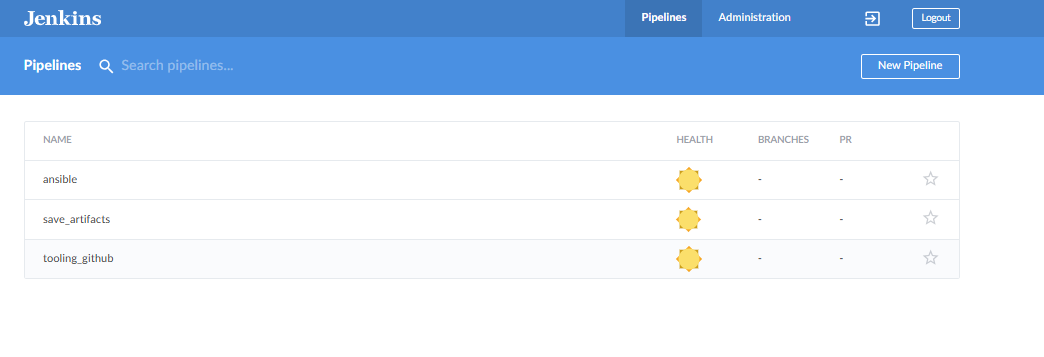 Jenkins Pipelines Administration Logout
Pipelines Search pipelines... New Pipeline
NAME HEALTH BRANCHES PR
ansible - -
save_artifacts - -
tooling_github - -